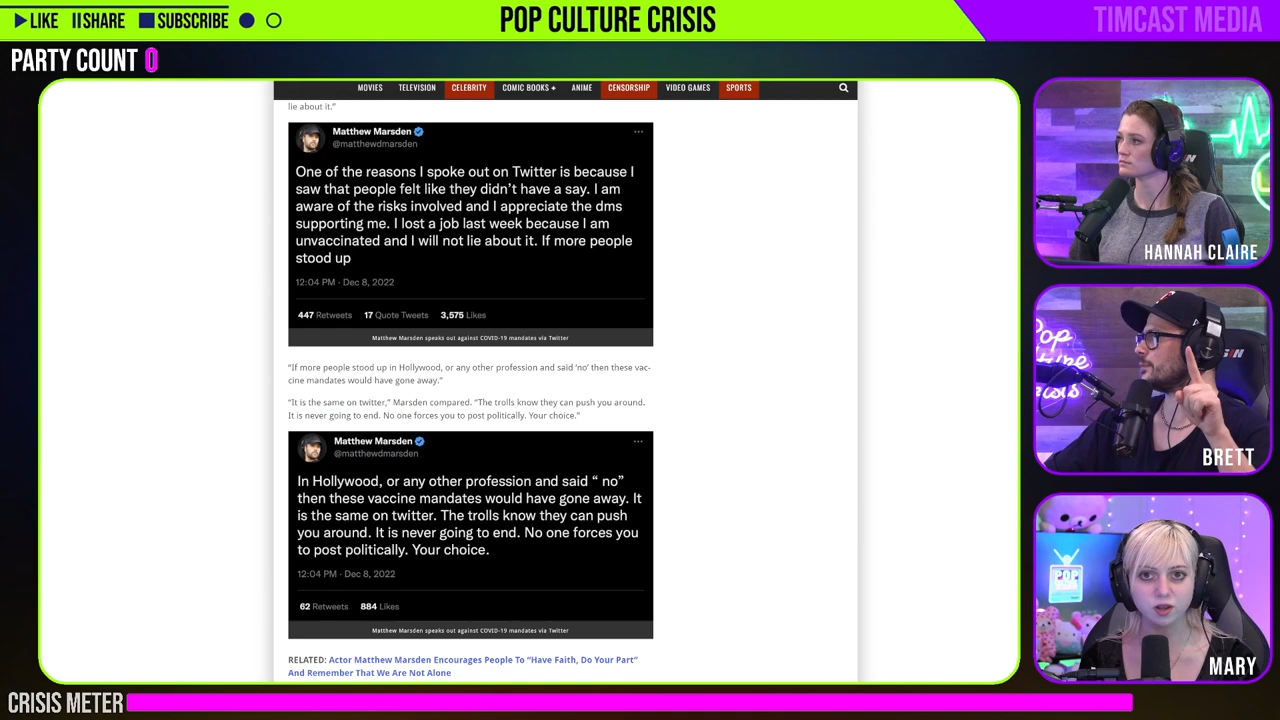 LIKE SHARE SUBSCRIBE
POP CULTURE CRISIS
TIMCAST MEDIA
PARTY COUNT 0
MOVIES TELEVISION CELEBRITY COMIC BOOKS + ANIME CENSORSHIP VIDEO GAMES SPORTS
lie about it.”
Matthew Marsden
@matthewdmarsden
One of the reasons I spoke out on Twitter is because I
saw that people felt like they didn’t have a say. I am
aware of the risks involved and I appreciate the dms
supporting me. I lost a job last week because I am
unvaccinated and I will not lie about it. If more people
stood up
12:04 PM · Dec 8, 2022
447 Retweets 17 Quote Tweets 3,575 Likes
Matthew Marsden speaks out against COVID-19 mandates via Twitter
“If more people stood up in Hollywood, or any other profession and said ‘no’ then these vac-
cine mandates would have gone away.”
“It is the same on twitter,” Marsden compared. “The trolls know they can push you around.
It is never going to end. No one forces you to post politically. Your choice.”
Matthew Marsden
@matthewdmarsden
In Hollywood, or any other profession and said “ no”
then these vaccine mandates would have gone away. It
is the same on twitter. The trolls know they can push
you around. It is never going to end. No one forces you
to post politically. Your choice.
12:04 PM · Dec 8, 2022
62 Retweets 884 Likes
Matthew Marsden speaks out against COVID-19 mandates via Twitter
RELATED: Actor Matthew Marsden Encourages People To “Have Faith, Do Your Part”
And Remember That We Are Not Alone
HANNAH CLAIRE
Pop
Culture
Crisis
BRETT
POP
MARY
CRISIS METER